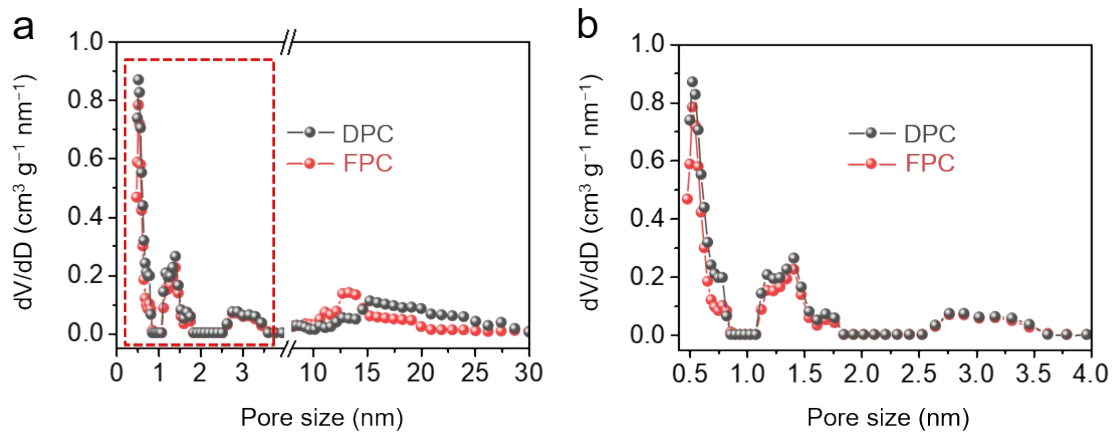 a
1.0
0.8
0.6
0.4
0.2
0.0
dV/dD (cm³ g⁻¹ nm⁻¹)
DPC
FPC
0 1 2 3 10 15 20 25 30
Pore size (nm)
b
1.0
0.8
0.6
0.4
0.2
0.0
dV/dD (cm³ g⁻¹ nm⁻¹)
DPC
FPC
0.5 1.0 1.5 2.0 2.5 3.0 3.5 4.0
Pore size (nm)